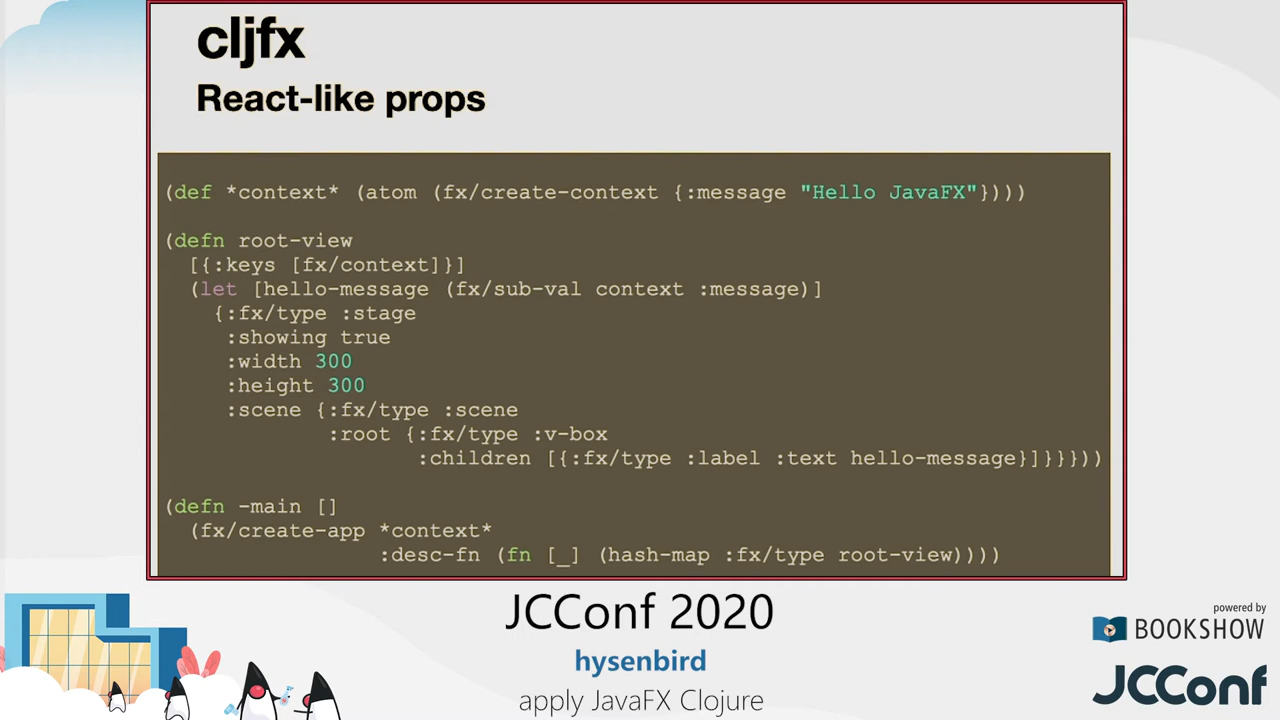 cljfx
React-like props
(def *context* (atom (fx/create-context {:message "Hello JavaFX"})))
(defn root-view
[{:keys [fx/context]}]
(let [hello-message (fx/sub-val context :message)]
{:fx/type :stage
:showing true
:width 300
:height 300
:scene {:fx/type :scene
:root {:fx/type :v-box
:children [{:fx/type :label :text hello-message}]}}}))
(defn -main []
(fx/create-app *context*
:desc-fn (fn [_] (hash-map :fx/type root-view))))
JCConf 2020
hysenbird
apply JavaFX Clojure
powered by
BOOKSHOW
JCConf